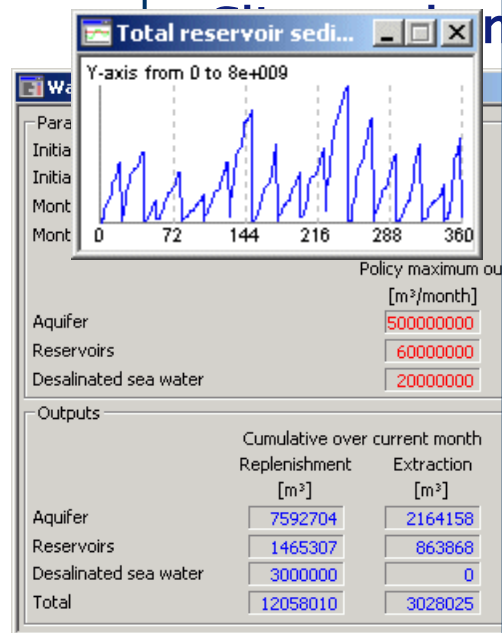 Total reservoir sedi...
Y-axis from 0 to 8e+009
0 72 144 216 288 360
Wa
Para
Initia
Initia
Mont
Mont
Policy maximum ou
[m³/month]
Aquifer 500000000
Reservoirs 60000000
Desalinated sea water 20000000
Outputs
Cumulative over current month
Replenishment Extraction
[m³] [m³]
Aquifer 7592704 2164158
Reservoirs 1465307 863868
Desalinated sea water 3000000 0
Total 12058010 3028025